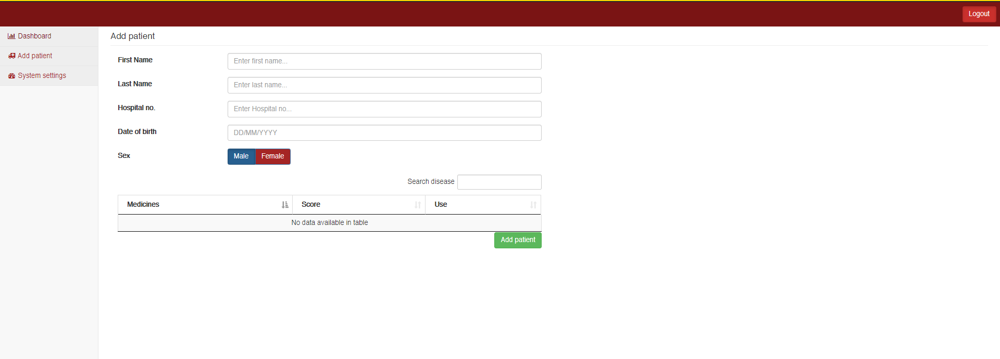 Logout
Dashboard
Add patient
System settings
Add patient
First Name
Enter first name...
Last Name
Enter last name...
Hospital no.
Enter Hospital no...
Date of birth
DD/MM/YYYY
Sex
Male Female
Search disease
Medicines Score Use
No data available in table
Add patient